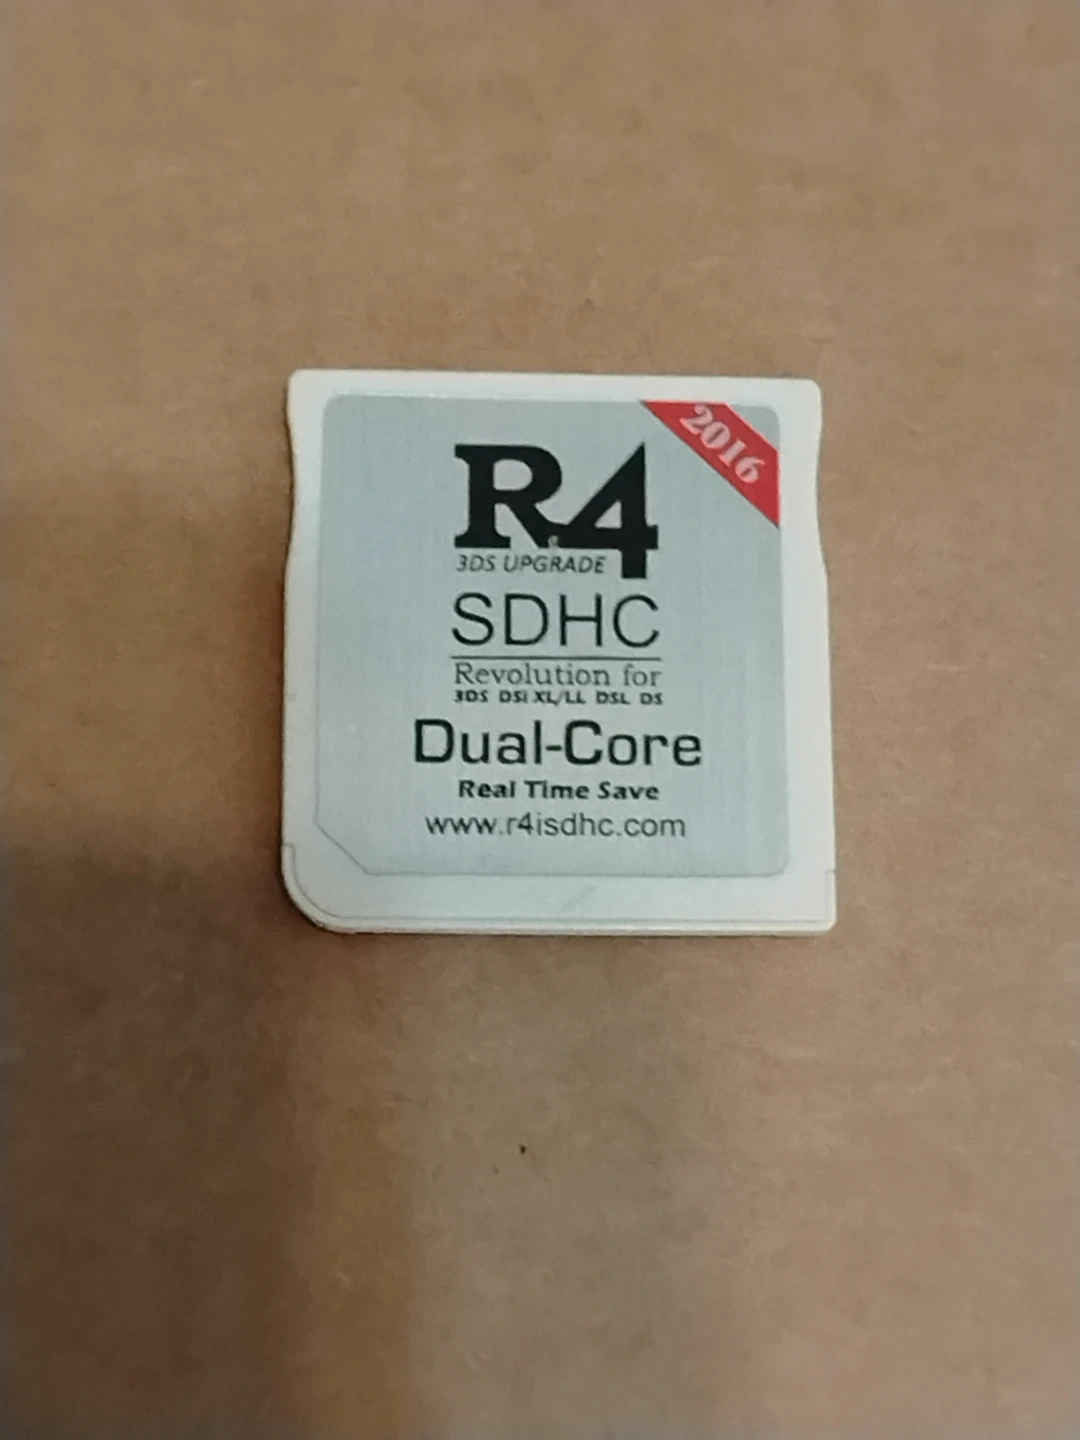 2016
R4
3DS UPGRADE
SDHC
Revolution for
3DS DSi XL/LL DSL DS
Dual-Core
Real Time Save
www.r4isdhc.com